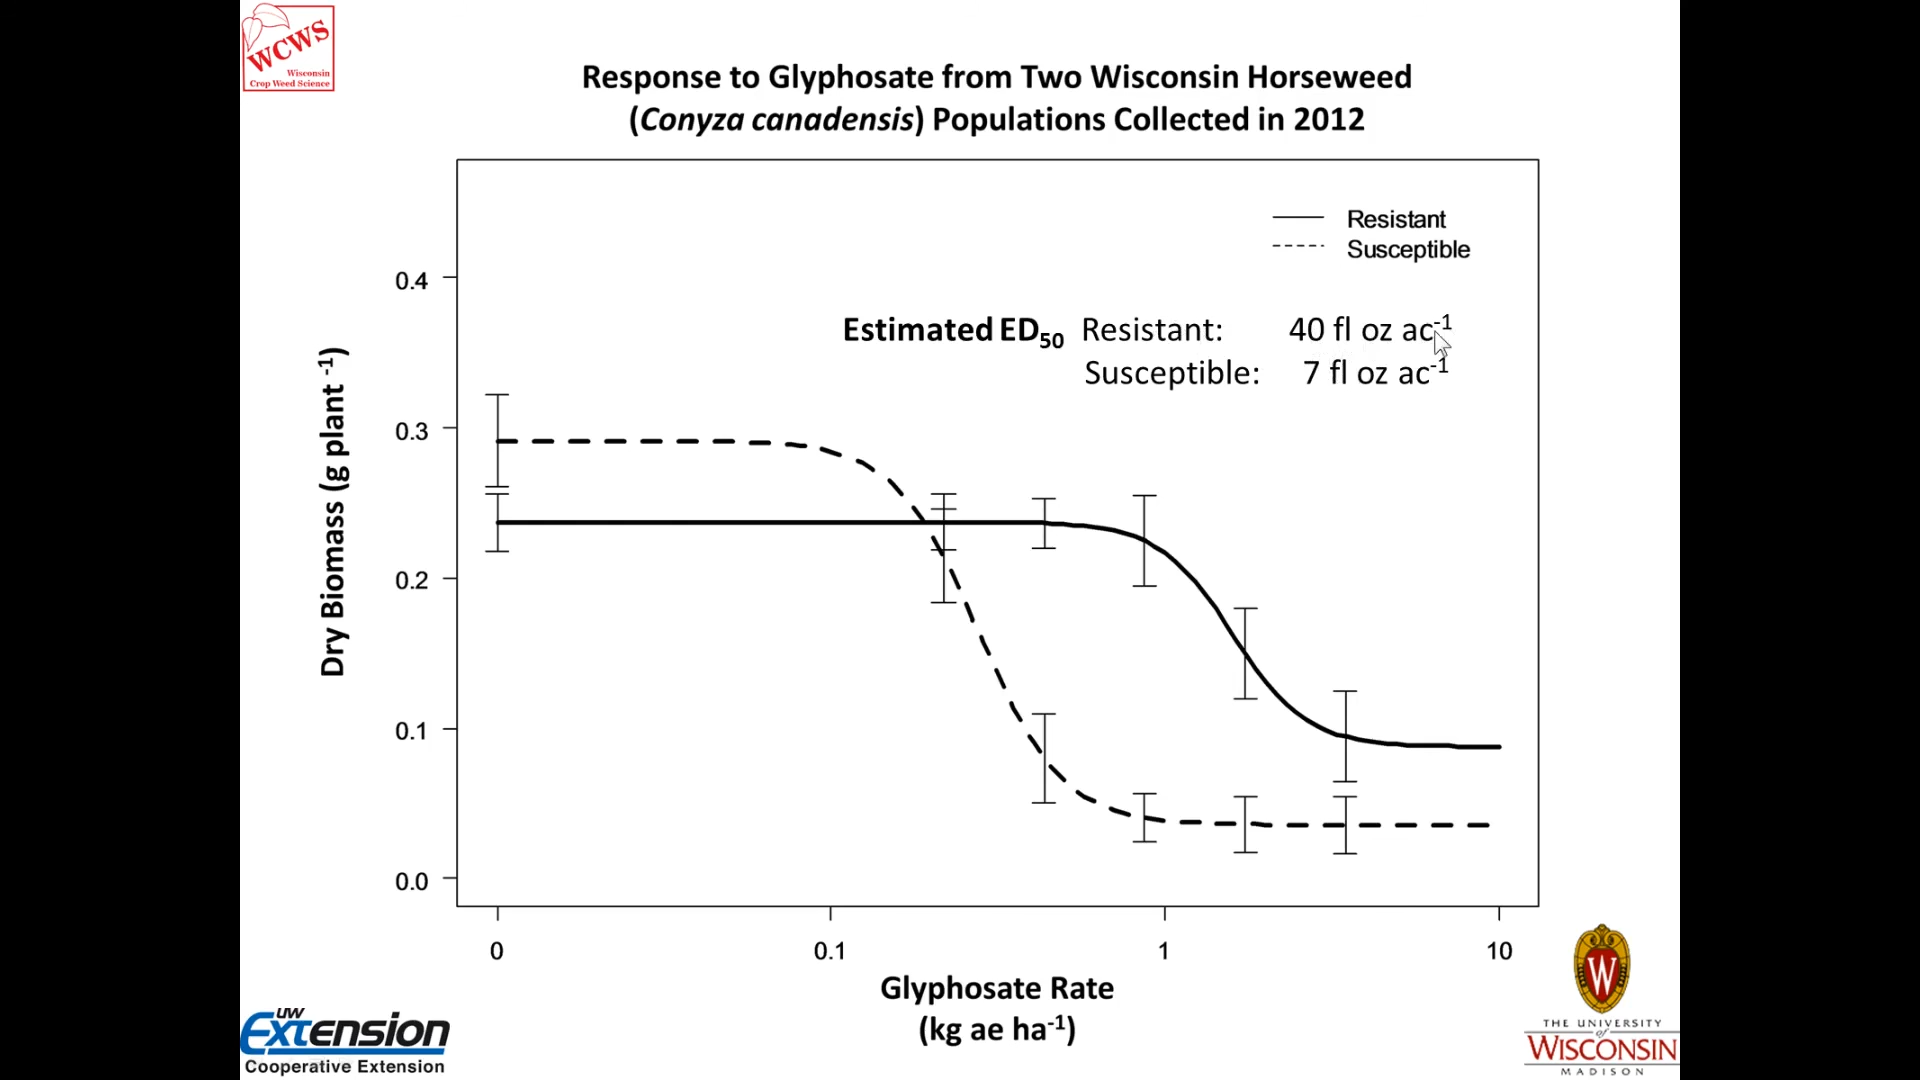 WCWS
Wisconsin
Crop Weed Science
Response to Glyphosate from Two Wisconsin Horseweed
(Conyza canadensis) Populations Collected in 2012
Resistant
Susceptible
Estimated ED50 Resistant: 40 fl oz ac-1
Susceptible: 7 fl oz ac-1
Dry Biomass (g plant -1)
0.4
0.3
0.2
0.1
0.0
0 0.1 1 10
Glyphosate Rate
(kg ae ha-1)
UW
Extension
Cooperative Extension
W
THE UNIVERSITY
of
WISCONSIN
MADISON